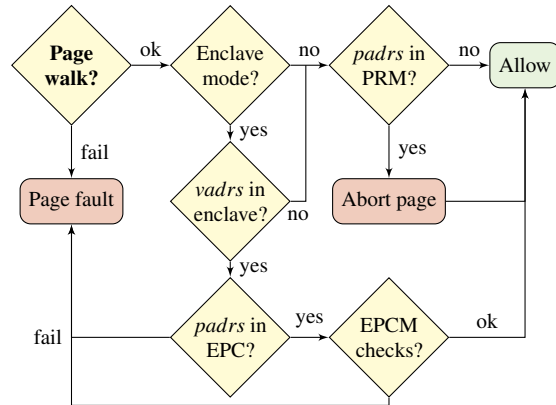 Page
walk?
ok
Enclave
mode?
no
padrs in
PRM?
no
Allow
fail
yes
yes
Page fault
vadrs in
enclave?
no
Abort page
yes
fail
padrs in
EPC?
yes
EPCM
checks?
ok